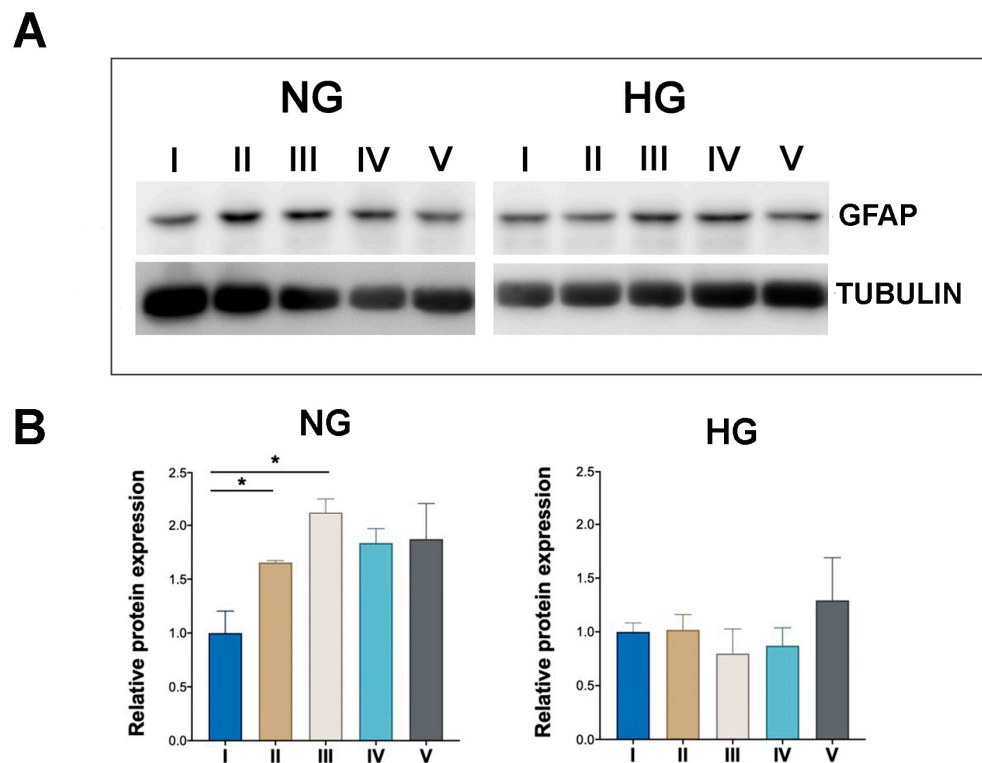 A
NG HG
I II III IV V I II III IV V
GFAP
TUBULIN
B
NG
HG
* 
*
Relative protein expression
2.5
2.0
1.5
1.0
0.5
0.0
I II III IV V
Relative protein expression
2.5
2.0
1.5
1.0
0.5
0.0
I II III IV V